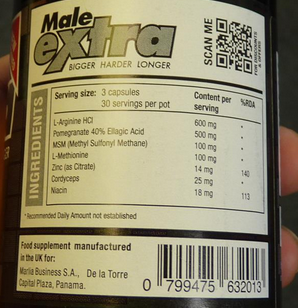 Male
extra
BIGGER HARDER LONGER
SCAN ME
FOR DISCOUNTS
& OFFERS
INGREDIENTS
Serving size: 3 capsules
30 servings per pot
Content per serving %RDA
L-Arginine HCl 600 mg *
Pomegranate 40% Ellagic Acid 500 mg *
MSM (Methyl Sulfonyl Methane) 100 mg *
L-Methionine 100 mg *
Zinc (as Citrate) 14 mg 140
Cordyceps 25 mg *
Niacin 18 mg 113
* Recommended Daily Amount not established
Food supplement manufactured
in the UK for:
Marlia Business S.A., De la Torre
Capital Plaza, Panama.
0 799475 632013